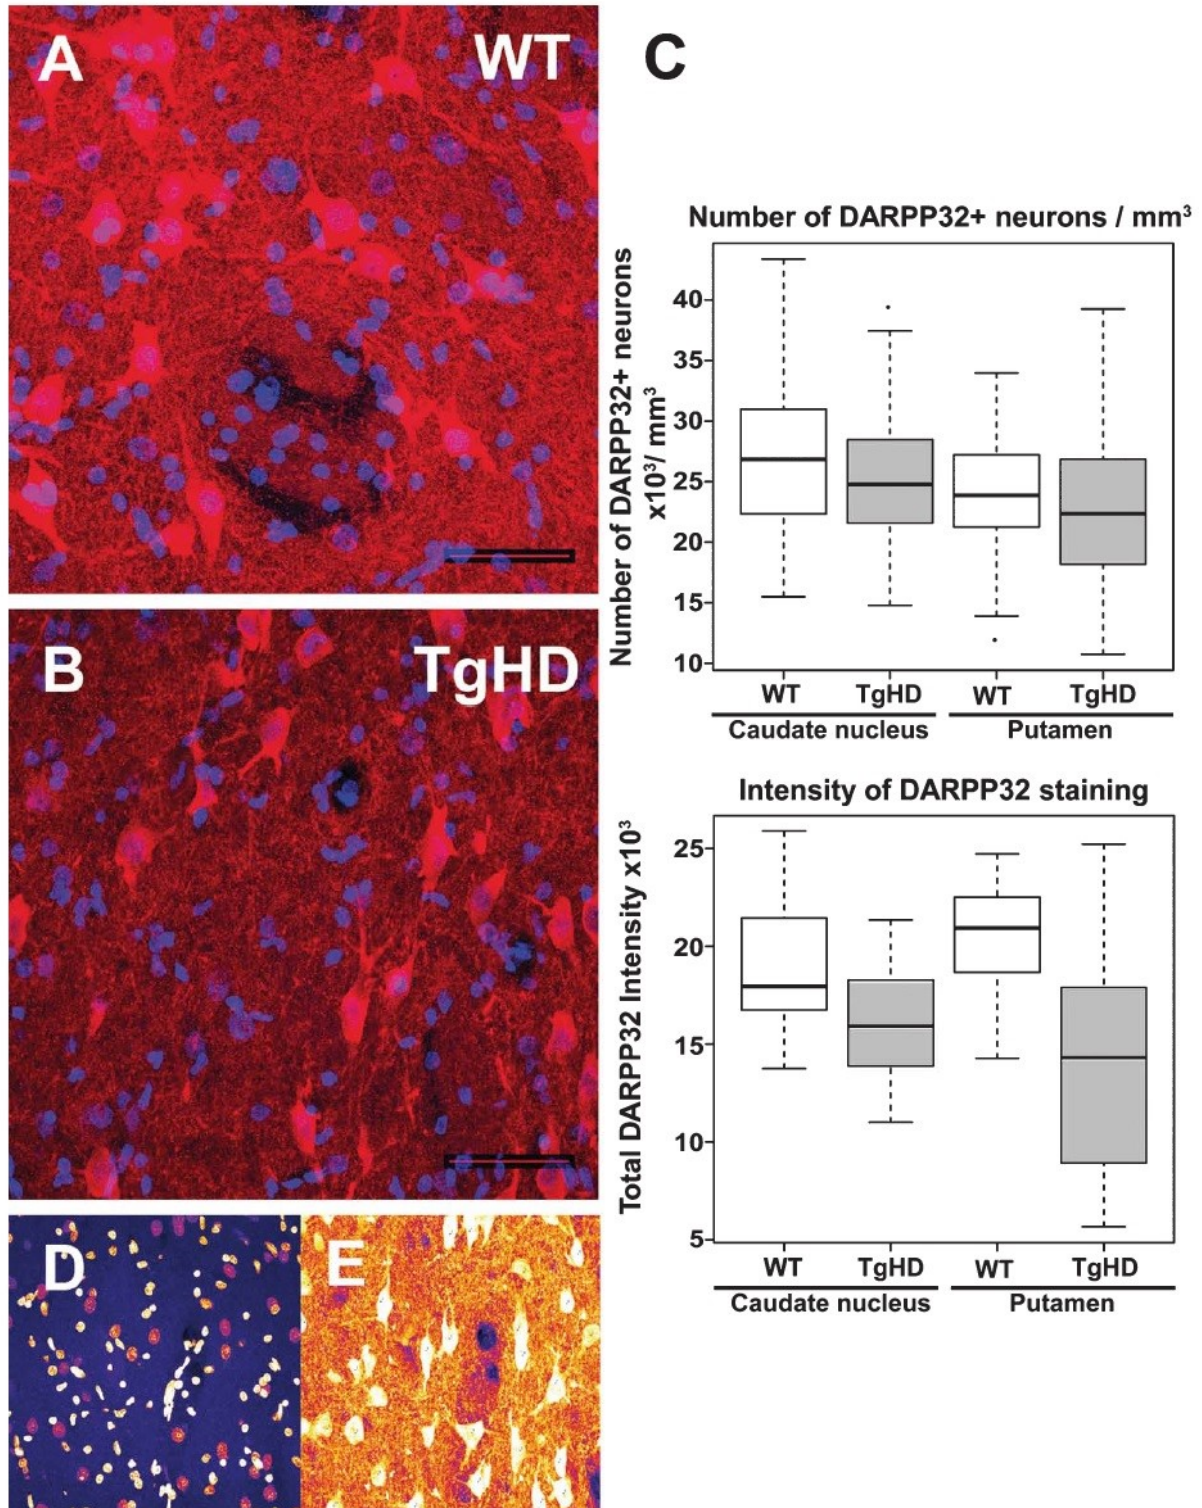 A
WT
B
TgHD
D
E
C
Number of DARPP32+ neurons / mm³
Number of DARPP32+ neurons
x10³/ mm³
40
35
30
25
20
15
10
WT
TgHD
WT
TgHD
Caudate nucleus
Putamen
Intensity of DARPP32 staining
Total DARPP32 Intensity x10³
25
20
15
10
5
WT
TgHD
WT
TgHD
Caudate nucleus
Putamen